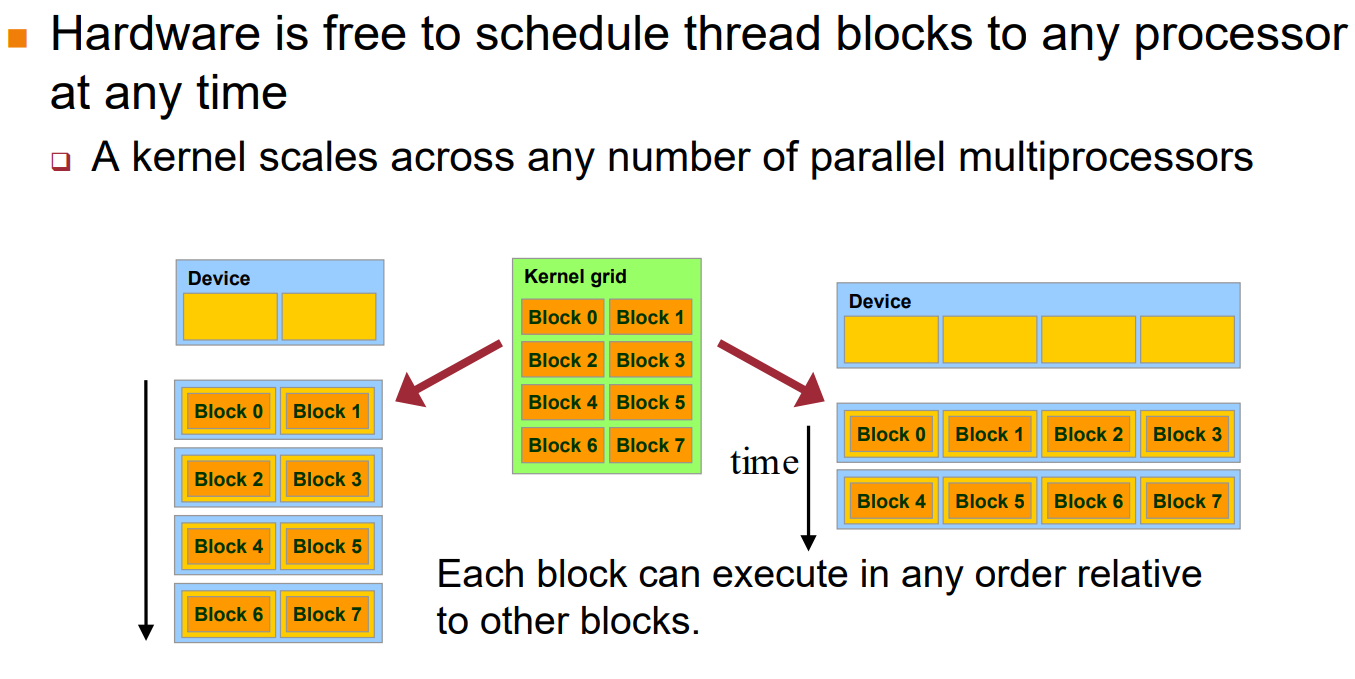 Hardware is free to schedule thread blocks to any processor
at any time
A kernel scales across any number of parallel multiprocessors
Device
Block 0 Block 1
Block 2 Block 3
Block 4 Block 5
Block 6 Block 7
Kernel grid
Block 0 Block 1
Block 2 Block 3
Block 4 Block 5
Block 6 Block 7
Device
time
Block 0 Block 1 Block 2 Block 3
Block 4 Block 5 Block 6 Block 7
Each block can execute in any order relative
to other blocks.